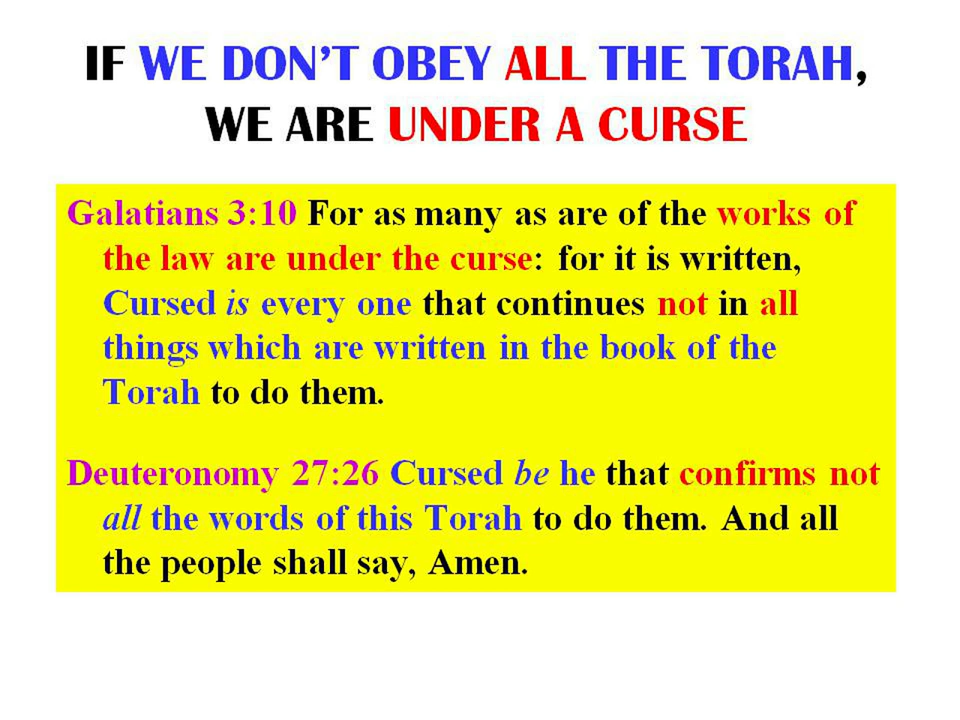 IF WE DON'T OBEY ALL THE TORAH,
WE ARE UNDER A CURSE
Galatians 3:10 For as many as are of the works of
the law are under the curse: for it is written,
Cursed is every one that continues not in all
things which are written in the book of the
Torah to do them.
Deuteronomy 27:26 Cursed be he that confirms not
all the words of this Torah to do them. And all
the people shall say, Amen.